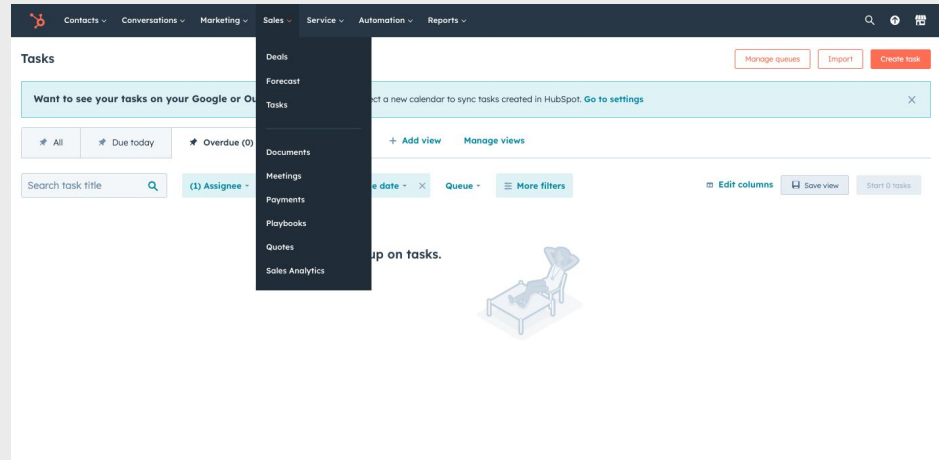 Contacts Conversations Marketing Sales Service Automation Reports
Tasks
Manage queues Import Create task
Want to see your tasks on your Google or Ou
ect a new calendar to sync tasks created in HubSpot. Go to settings
All Due today Overdue (0) + Add view Manage views
Search task title (1) Assignee e date Queue More filters Edit columns Save view Start 0 tasks
up on tasks.
Deals
Forecast
Tasks
Documents
Meetings
Payments
Playbooks
Quotes
Sales Analytics